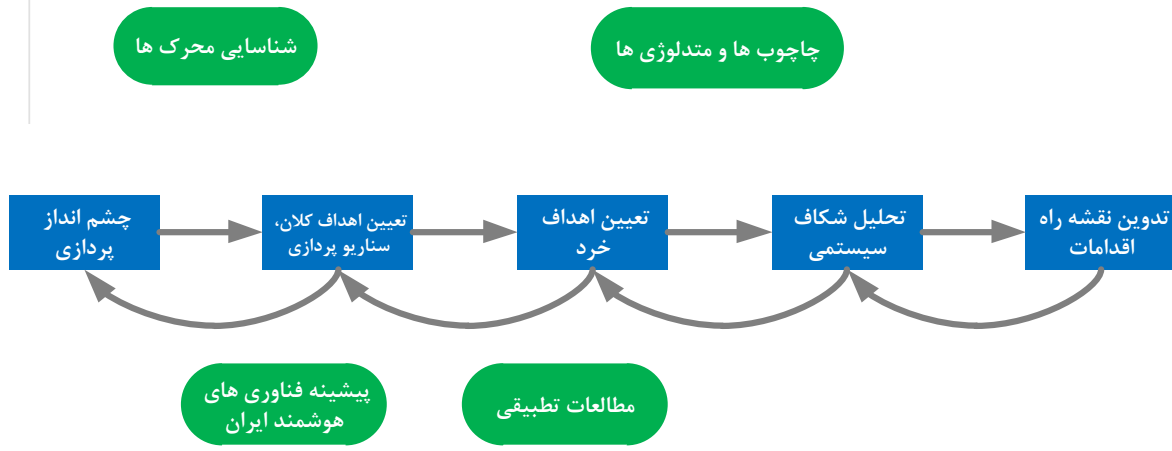 شناسایی محرک ها
چاچوب ها و متدلوژی ها
چشم انداز
پردازی
تعیین اهداف کلان،
سناریو پردازی
تعیین اهداف
خرد
تحلیل شکاف
سیستمی
تدوین نقشه راه
اقدامات
پیشینه فناوری های
هوشمند ایران
مطالعات تطبیقی